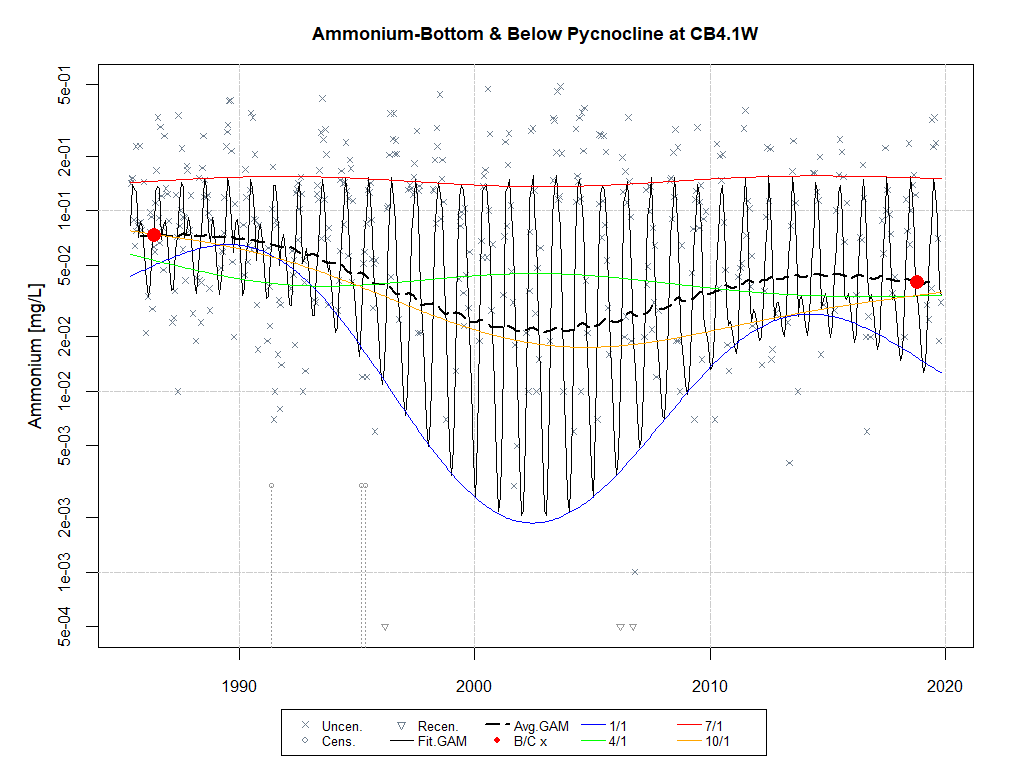 Ammonium-Bottom & Below Pycnocline at CB4.1W
Ammonium [mg/L]
5e-01
2e-01
1e-01
5e-02
2e-02
1e-02
5e-03
2e-03
1e-03
5e-04
1990 2000 2010 2020
Uncen. Recen. Avg.GAM 1/1 7/1
Cens. Fit.GAM B/C x 4/1 10/1